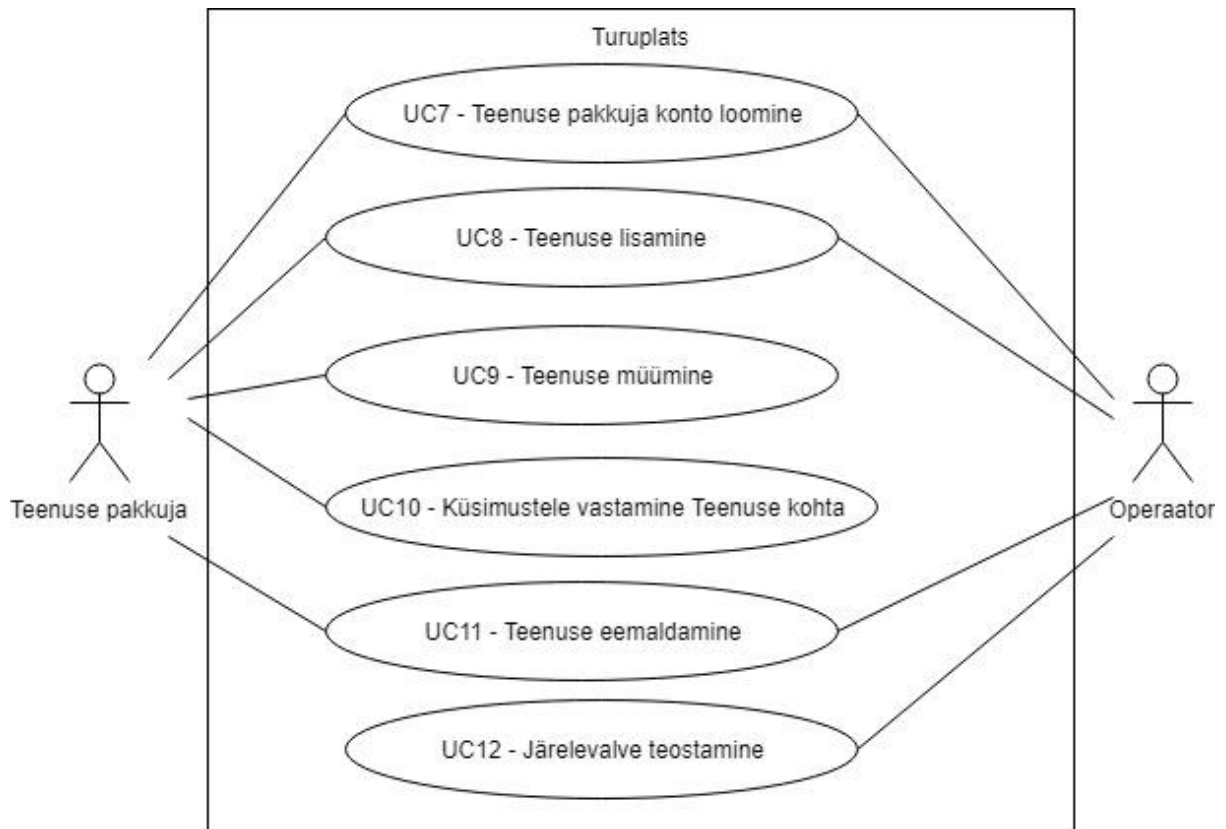 Turuplats
UC7 - Teenuse pakkuja konto loomine
UC8 - Teenuse lisamine
UC9 - Teenuse müümine
UC10 - Küsimustele vastamine Teenuse kohta
Teenuse pakkuja
Operaator
UC11 - Teenuse eemaldamine
UC12 - Järelevalve teostamine